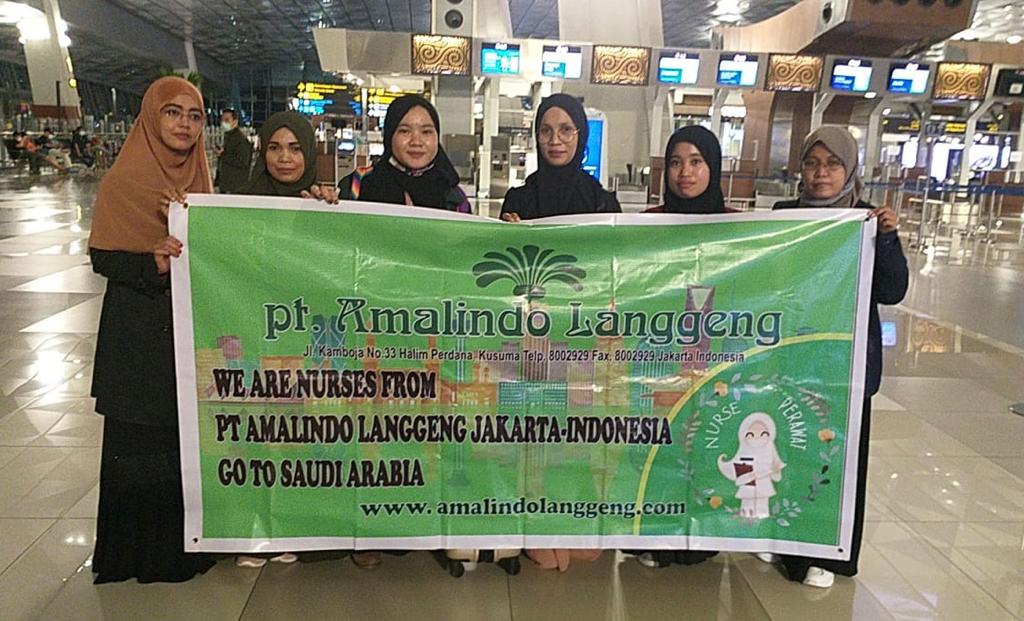 pt. Amalindo Langgeng
Jl. Kamboja No.33 Halim Perdana Kusuma Telp. 8002929 Fax. 8002929 Jakarta Indonesia
WE ARE NURSES FROM
PT AMALINDO LANGGENG JAKARTA-INDONESIA
GO TO SAUDI ARABIA
www.amalindolanggeng.com
NURSE PERAWAT